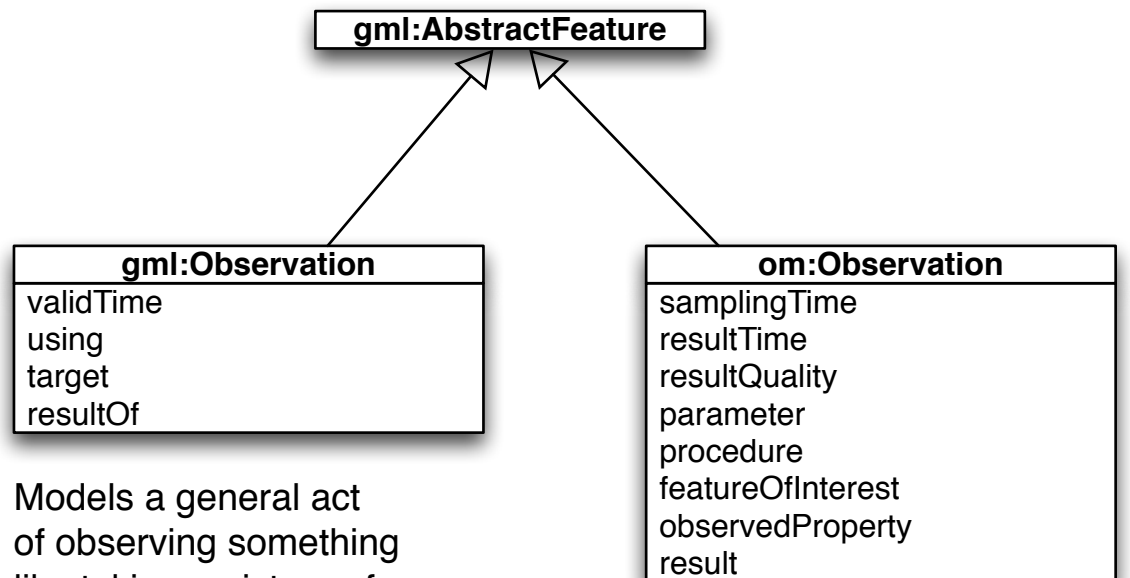 gml:AbstractFeature
gml:Observation
validTime
using
target
resultOf
Models a general act
of observing something
om:Observation
samplingTime
resultTime
resultQuality
parameter
procedure
featureOfInterest
observedProperty
result